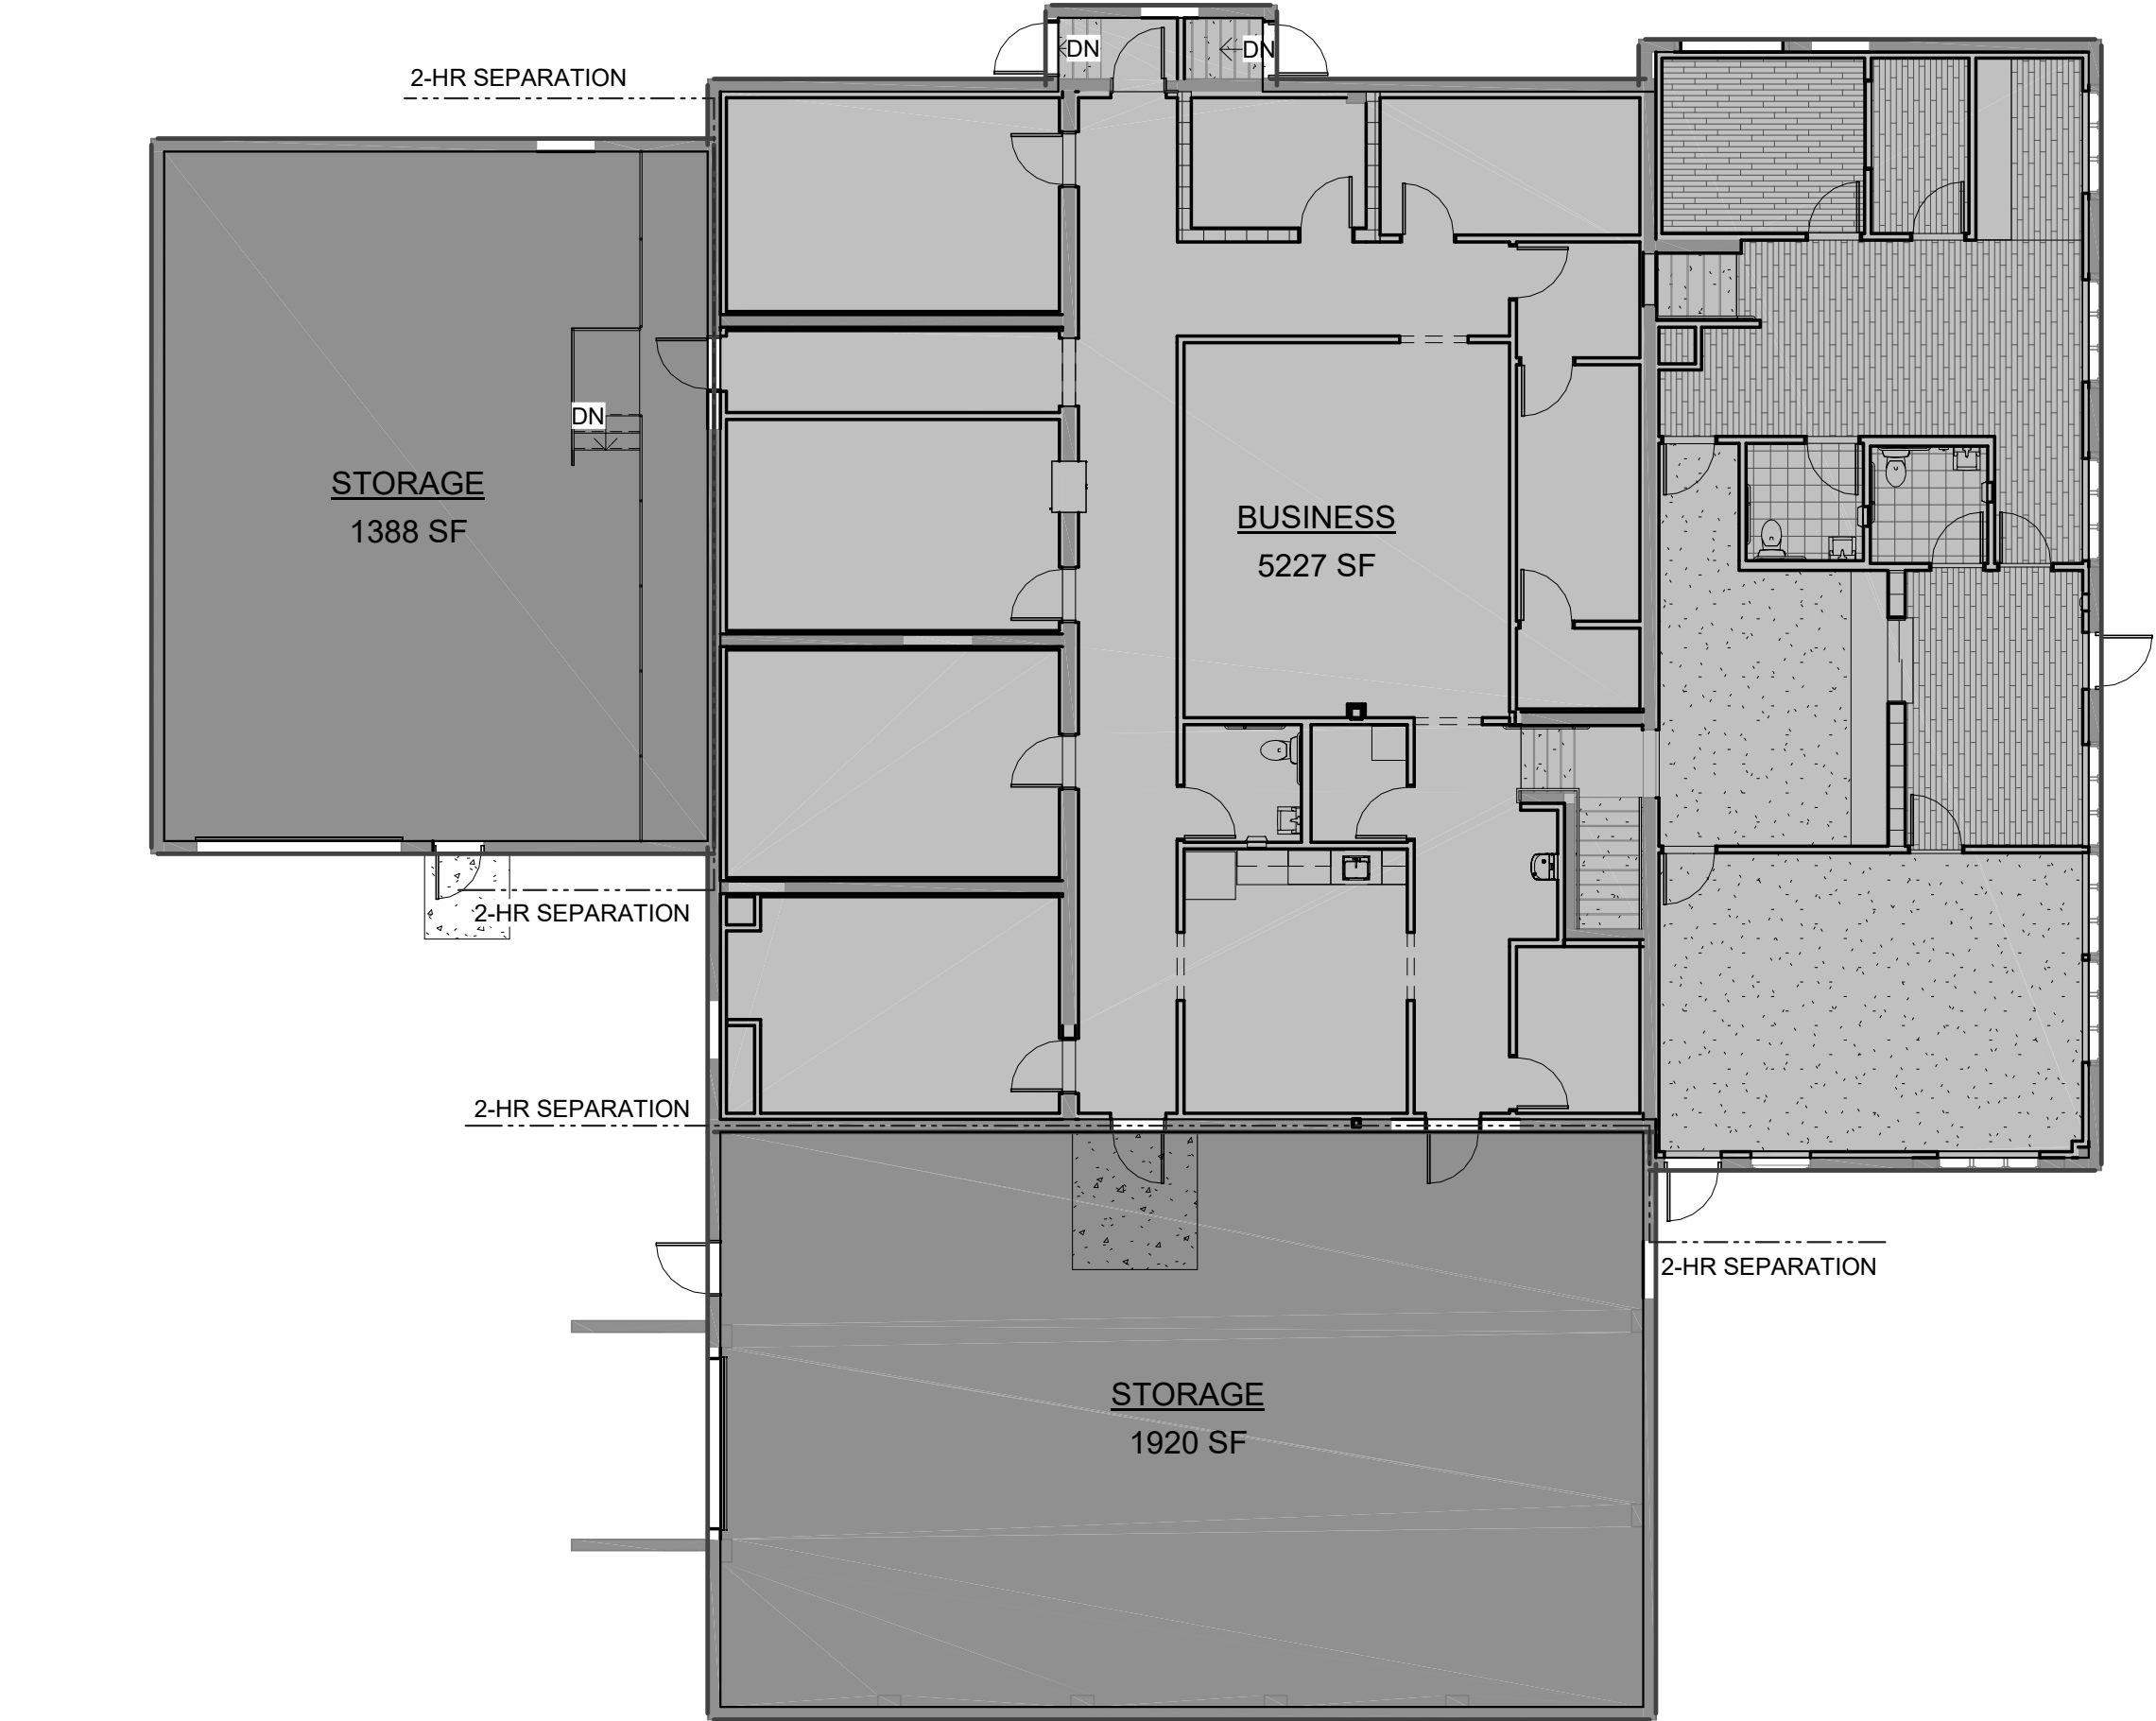 DN
DN
2-HR SEPARATION
DN
STORAGE
1388 SF
BUSINESS
5227 SF
2-HR SEPARATION
2-HR SEPARATION
2-HR SEPARATION
STORAGE
1920 SF